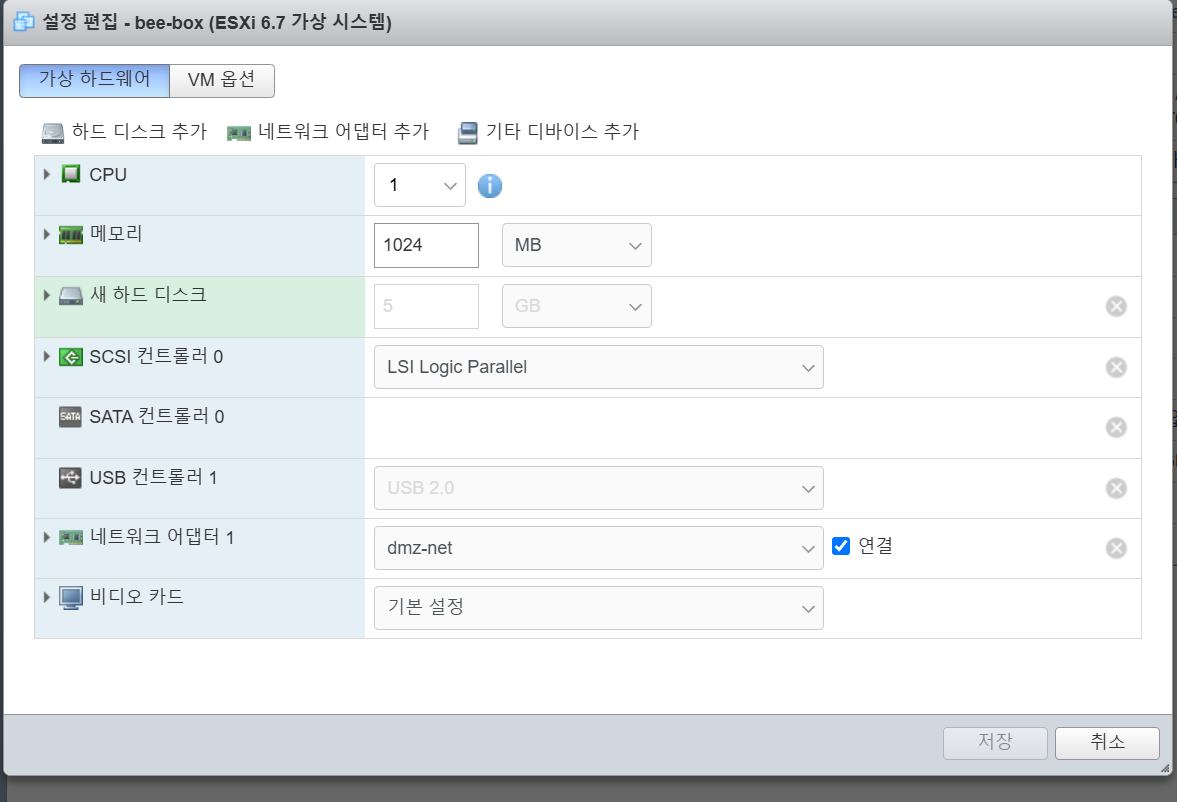 설정 편집 - bee-box (ESXi 6.7 가상 시스템)
가상 하드웨어 VM 옵션
하드 디스크 추가 네트워크 어댑터 추가 기타 디바이스 추가
CPU 1
메모리 1024 MB
새 하드 디스크 5 GB
SCSI 컨트롤러 0 LSI Logic Parallel
SATA 컨트롤러 0
USB 컨트롤러 1 USB 2.0
네트워크 어댑터 1 dmz-net 연결
비디오 카드 기본 설정
저장 취소